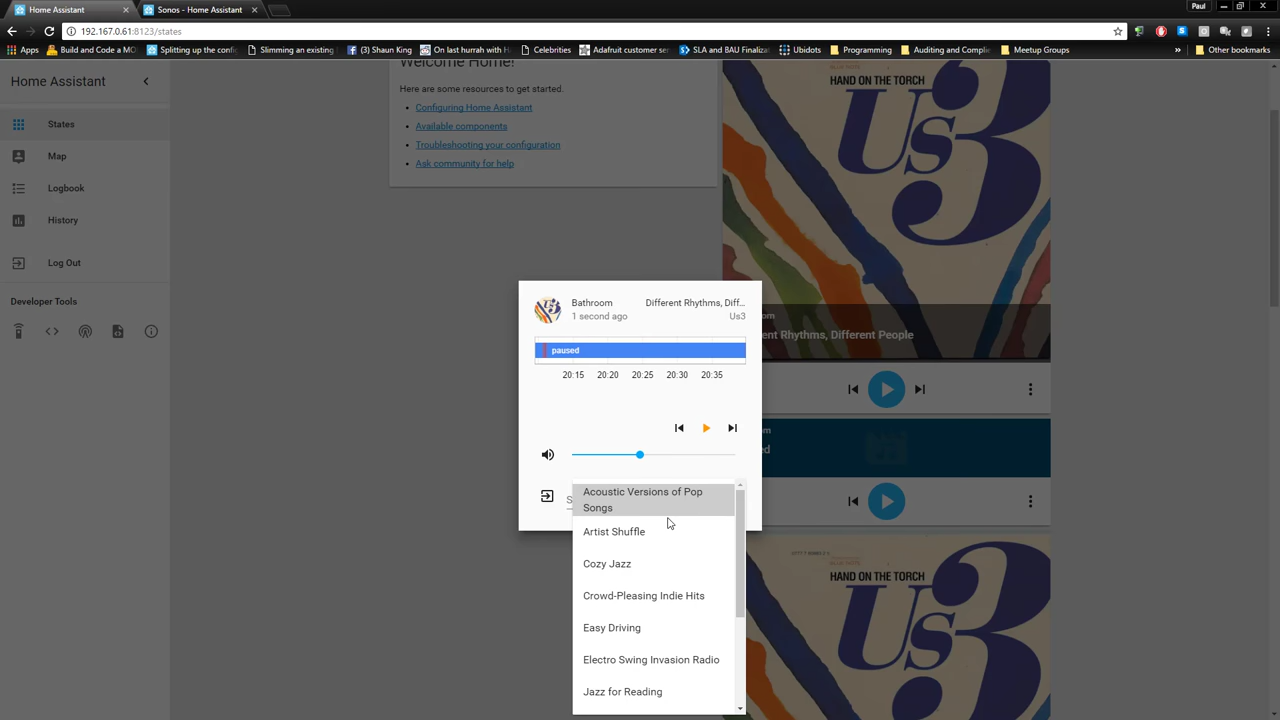 Home Assistant
Sonos - Home Assistant
Paul
192.167.0.61:8123/states
Apps
Build and Code a MO
Splitting up the confi
Slimming an existing
(3) Shaun King
On last hurrah with H
Celebrities
Adafruit customer ser
SLA and BAU Finaliza
Ubidots
Programming
Auditing and Complie
Meetup Groups
»
Other bookmarks
Home Assistant
States
Map
Logbook
History
Log Out
Developer Tools
Welcome Home!
Here are some resources to get started.
Configuring Home Assistant
Available components
Troubleshooting your configuration
Ask community for help
HAND ON THE TORCH
Us3
om
ent Rhythms, Different People
om
ed
HAND ON THE TORCH
Us3
Bathroom
Different Rhythms, Diff...
1 second ago
Us3
paused
20:15 20:20 20:25 20:30 20:35
S
Acoustic Versions of Pop
Songs
Artist Shuffle
Cozy Jazz
Crowd-Pleasing Indie Hits
Easy Driving
Electro Swing Invasion Radio
Jazz for Reading